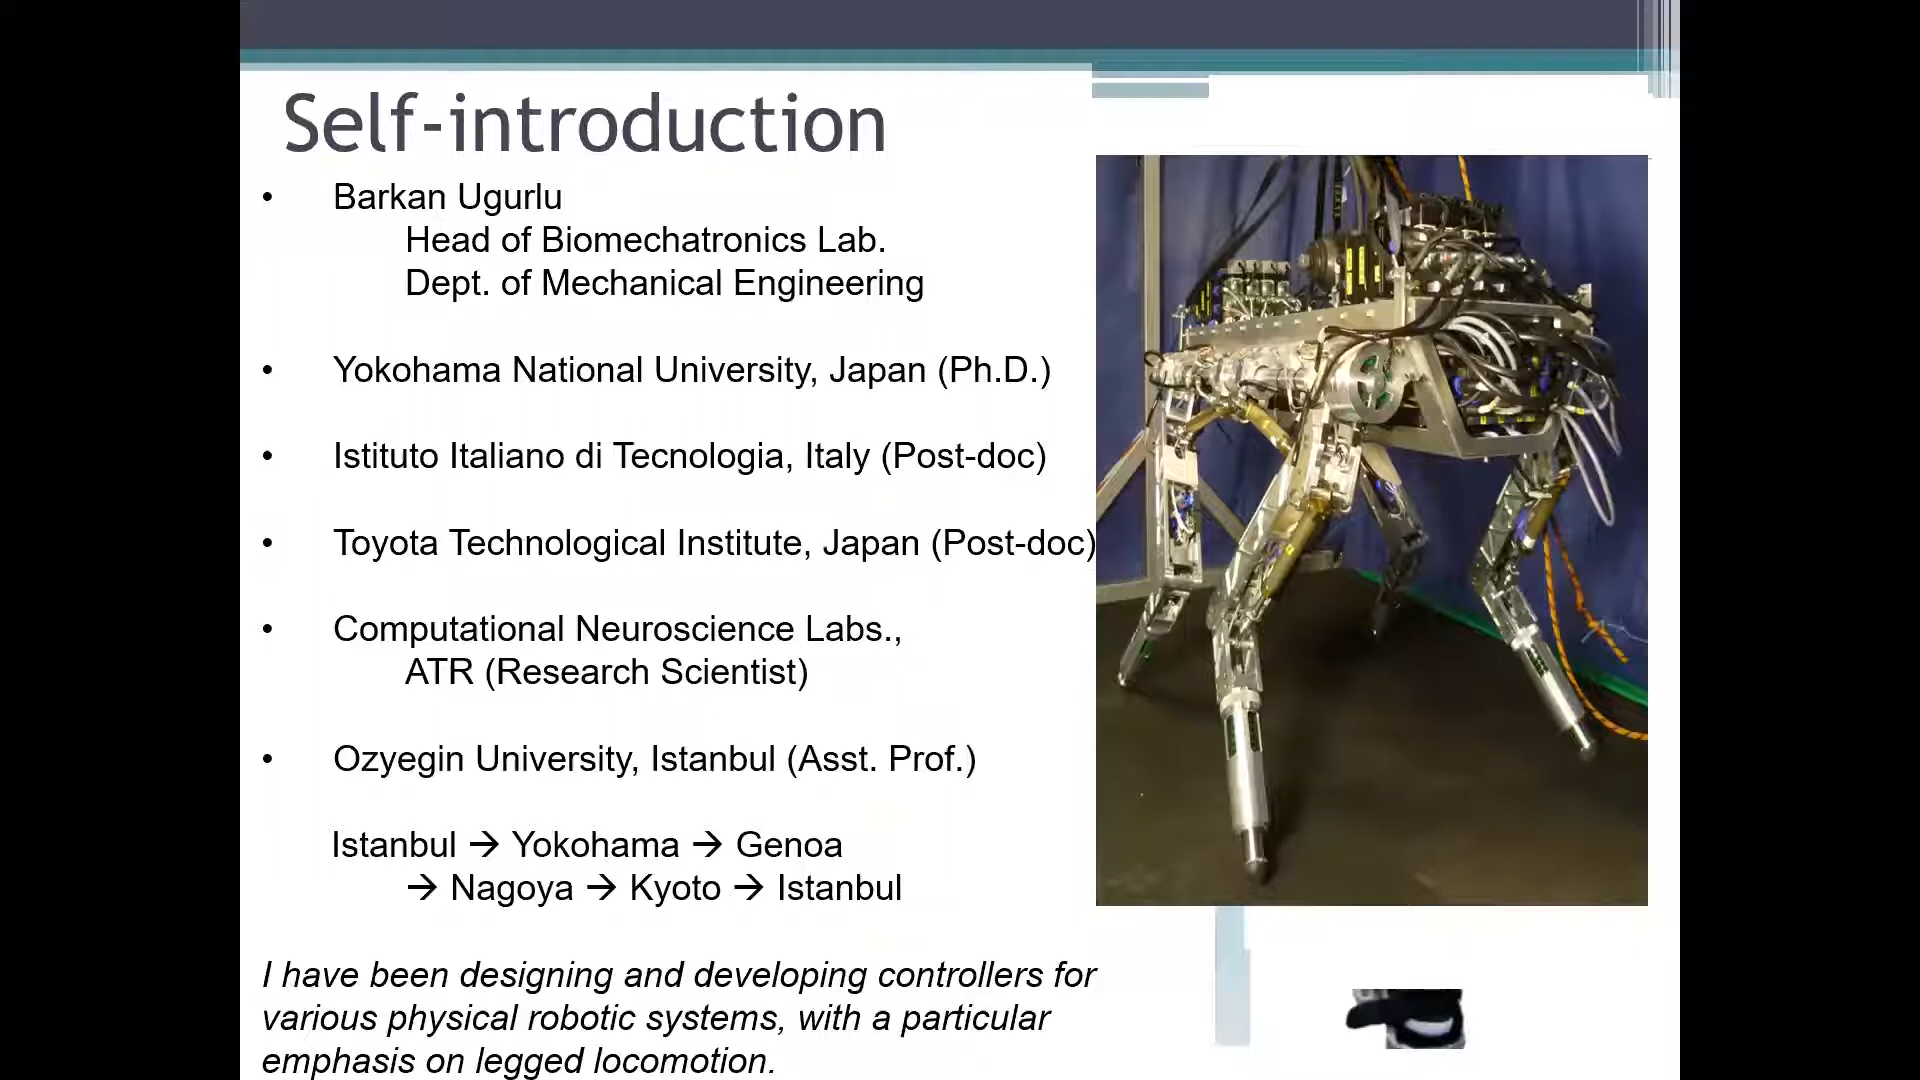 Self-introduction
• Barkan Ugurlu
Head of Biomechatronics Lab.
Dept. of Mechanical Engineering
• Yokohama National University, Japan (Ph.D.)
• Istituto Italiano di Tecnologia, Italy (Post-doc)
• Toyota Technological Institute, Japan (Post-doc)
• Computational Neuroscience Labs.,
ATR (Research Scientist)
• Ozyegin University, Istanbul (Asst. Prof.)
Istanbul → Yokohama → Genoa
→ Nagoya → Kyoto → Istanbul
I have been designing and developing controllers for
various physical robotic systems, with a particular
emphasis on legged locomotion.